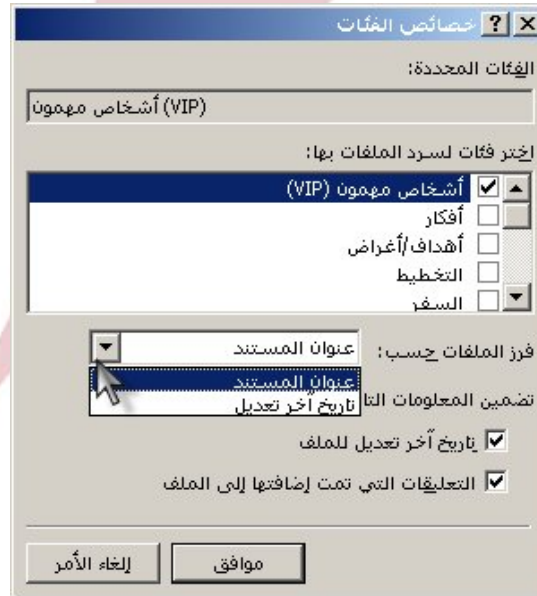 خصائص الفئات
الفئات المحددة:
أشخاص مهمون (VIP)
اختر فئات لسرد الملفات بها:
أشخاص مهمون (VIP)
أفكار
أهداف/أغراض
التخطيط
السفر
فرز الملفات حسب: عنوان المستند
عنوان المستند
تاريخ آخر تعديل
تضمين المعلومات
تاريخ آخر تعديل للملف
التعليقات التي تمت إضافتها إلى الملف
موافق إلغاء الأمر